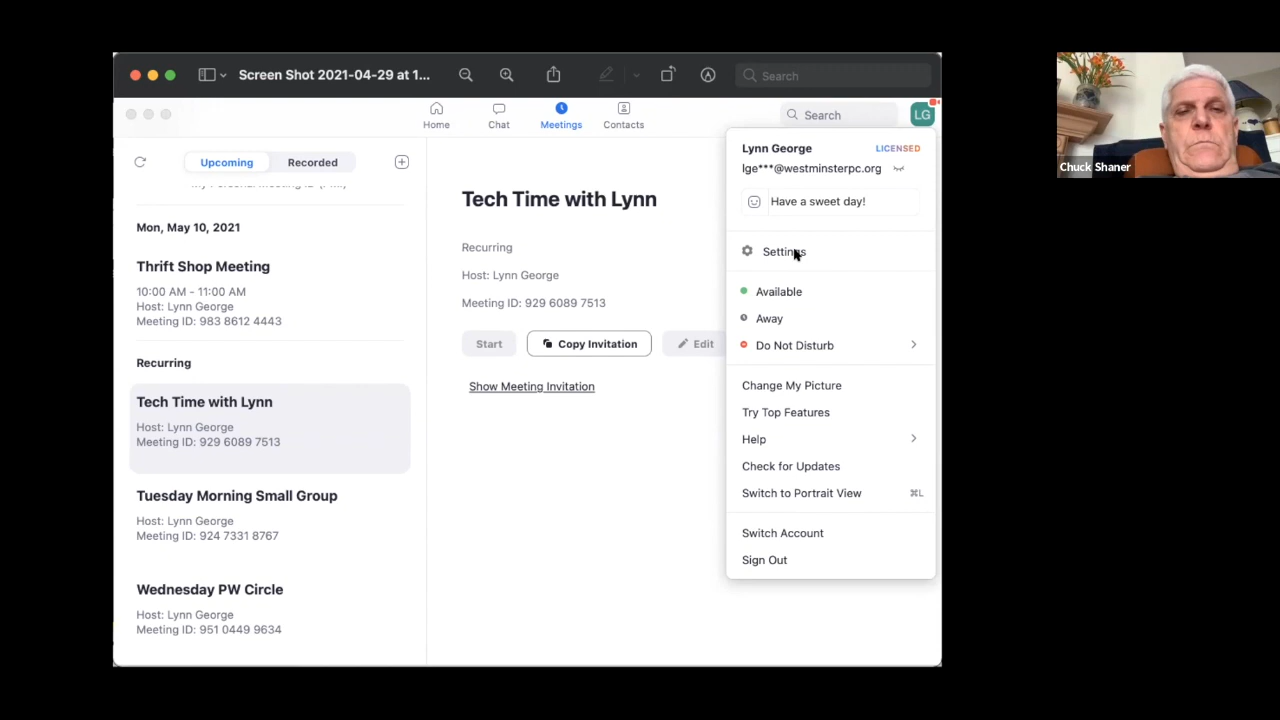 Screen Shot 2021-04-29 at 1...
Search
Home
Chat
Meetings
Contacts
Search
LG
Upcoming
Recorded
Mon, May 10, 2021
Thrift Shop Meeting
10:00 AM - 11:00 AM
Host: Lynn George
Meeting ID: 983 8612 4443
Recurring
Tech Time with Lynn
Host: Lynn George
Meeting ID: 929 6089 7513
Tuesday Morning Small Group
Host: Lynn George
Meeting ID: 924 7331 8767
Wednesday PW Circle
Host: Lynn George
Meeting ID: 951 0449 9634
Tech Time with Lynn
Recurring
Host: Lynn George
Meeting ID: 929 6089 7513
Start
Copy Invitation
Edit
Show Meeting Invitation
Lynn George LICENSED
lge***@westminsterpc.org
Have a sweet day!
Settings
Available
Away
Do Not Disturb
Change My Picture
Try Top Features
Help
Check for Updates
Switch to Portrait View ⌘L
Switch Account
Sign Out
Chuck Shaner